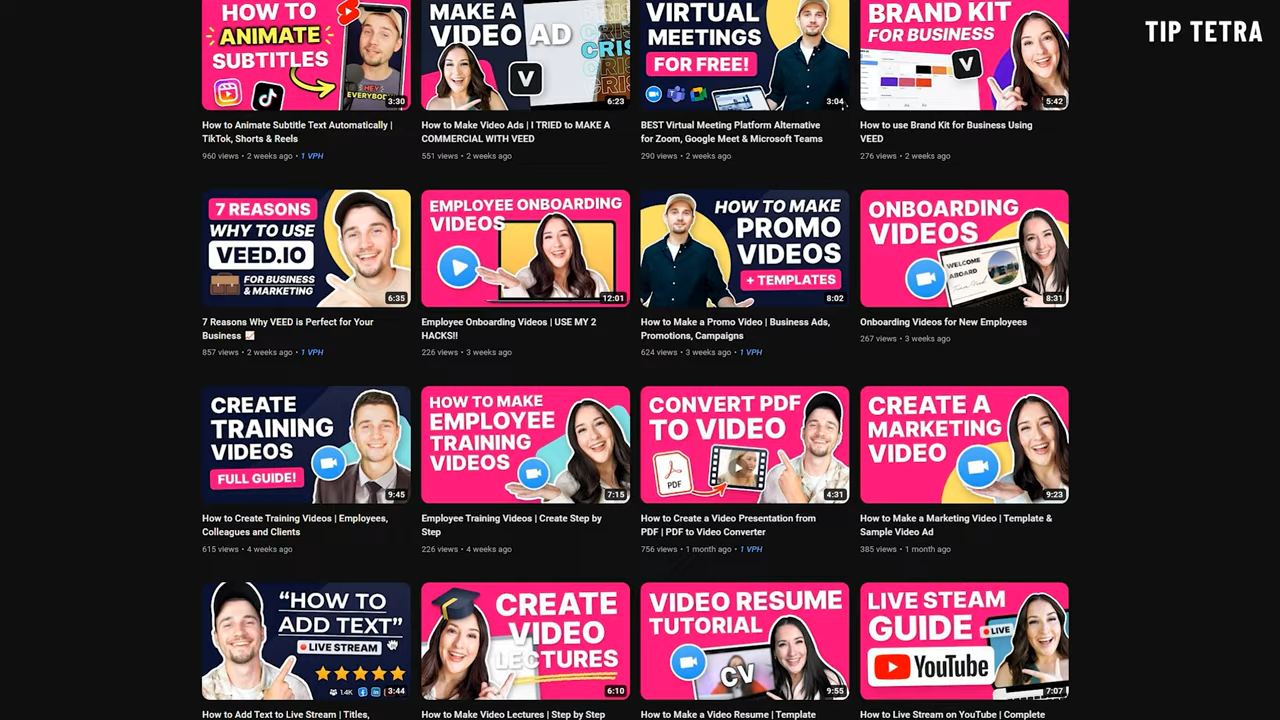 TIP TETRA
HOW TO
ANIMATE
SUBTITLES
HEY
EVERYBODY
3:30
How to Animate Subtitle Text Automatically |
TikTok, Shorts & Reels
960 views • 2 weeks ago • 1 VPH
MAKE A
VIDEO AD
V
CRIS
CRIS
CRIS
CRIS
6:23
How to Make Video Ads | I TRIED to MAKE A
COMMERCIAL WITH VEED
551 views • 2 weeks ago
VIRTUAL
MEETINGS
FOR FREE!
3:04
BEST Virtual Meeting Platform Alternative
for Zoom, Google Meet & Microsoft Teams
290 views • 2 weeks ago
BRAND KIT
FOR BUSINESS
V
5:42
How to use Brand Kit for Business Using
VEED
276 views • 2 weeks ago
7 REASONS
WHY TO USE
VEED.IO
FOR BUSINESS
& MARKETING
6:35
7 Reasons Why VEED is Perfect for Your
Business 📈
857 views • 2 weeks ago • 1 VPH
EMPLOYEE ONBOARDING
VIDEOS
12:01
Employee Onboarding Videos | USE MY 2
HACKS!!
226 views • 3 weeks ago
HOW TO MAKE
PROMO
VIDEOS
+ TEMPLATES
8:02
How to Make a Promo Video | Business Ads,
Promotions, Campaigns
624 views • 3 weeks ago • 1 VPH
ONBOARDING
VIDEOS
WELCOME
ABOARD
8:31
Onboarding Videos for New Employees
267 views • 3 weeks ago
CREATE
TRAINING
VIDEOS
FULL GUIDE!
9:45
How to Create Training Videos | Employees,
Colleagues and Clients
615 views • 4 weeks ago
HOW TO MAKE
EMPLOYEE
TRAINING
VIDEOS
7:15
Employee Training Videos | Create Step by
Step
226 views • 4 weeks ago
CONVERT PDF
TO VIDEO
PDF
4:31
How to Create a Video Presentation from
PDF | PDF to Video Converter
756 views • 1 month ago • 1 VPH
CREATE A
MARKETING
VIDEO
9:23
How to Make a Marketing Video | Template &
Sample Video Ad
385 views • 1 month ago
“HOW TO
ADD TEXT”
LIVE STREAM
1.4K
3:44
How to Add Text to Live Stream | Titles,
CREATE
VIDEO
LECTURES
6:10
How to Make Video Lectures | Step by Step
VIDEO RESUME
TUTORIAL
CV
9:55
How to Make a Video Resume | Template
LIVE STEAM
GUIDE
LIVE
YouTube
7:07
How to Live Stream on YouTube | Complete